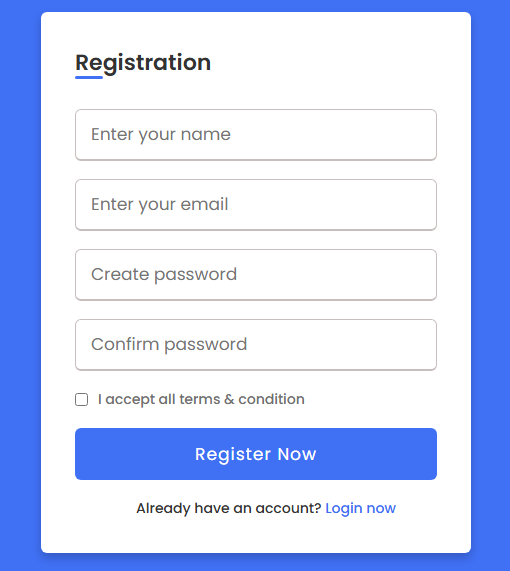 Registration
Enter your name
Enter your email
Create password
Confirm password
I accept all terms & condition
Register Now
Already have an account? Login now